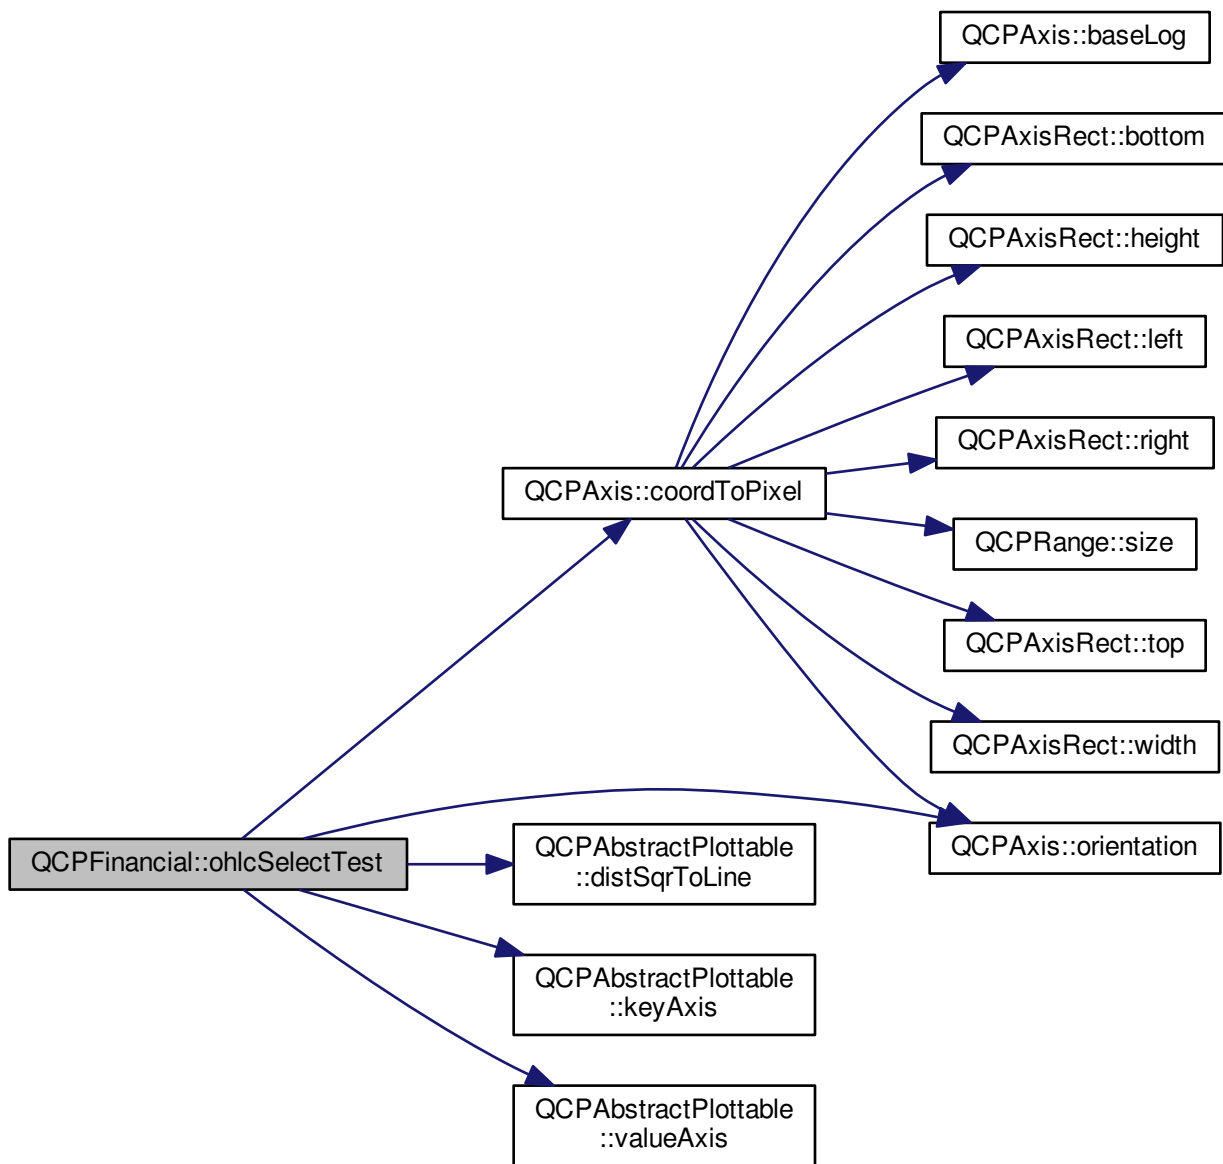 QCPAxis::baseLog
QCPAxisRect::bottom
QCPAxisRect::height
QCPAxisRect::left
QCPAxisRect::right
QCPAxis::coordToPixel
QCPRange::size
QCPAxisRect::top
QCPAxisRect::width
QCPAxis::orientation
QCPFinancial::ohlcSelectTest
QCPAbstractPlottable
::distSqrToLine
QCPAbstractPlottable
::keyAxis
QCPAbstractPlottable
::valueAxis